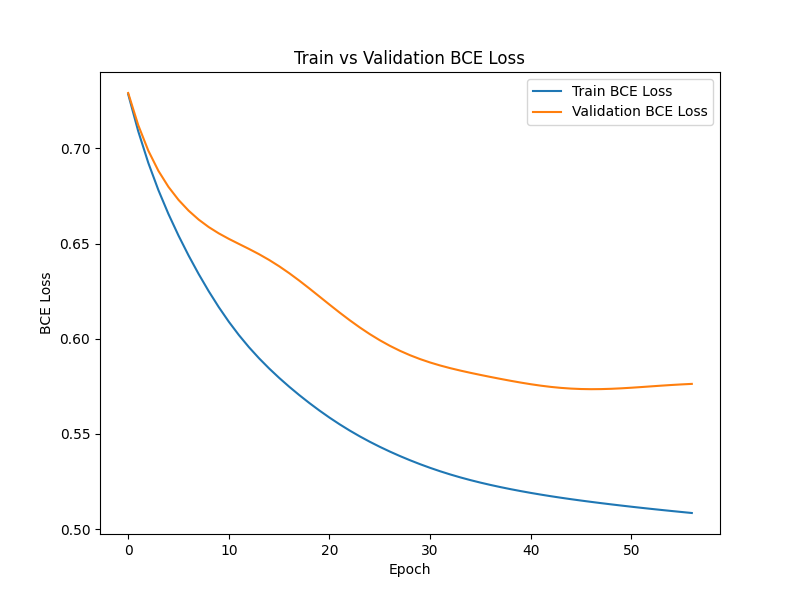 Train vs Validation BCE Loss
Train BCE Loss
Validation BCE Loss
0.70
0.65
0.60
0.55
0.50
BCE Loss
0 10 20 30 40 50
Epoch